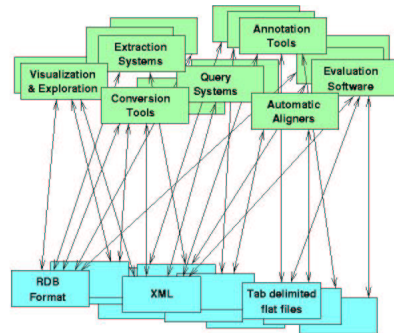 Annotation
Tools
Extraction
Systems
Visualization
& Exploration
Query
Systems
Evaluation
Software
Conversion
Tools
Automatic
Aligners
RDB
Format
XML
Tab delimited
flat files